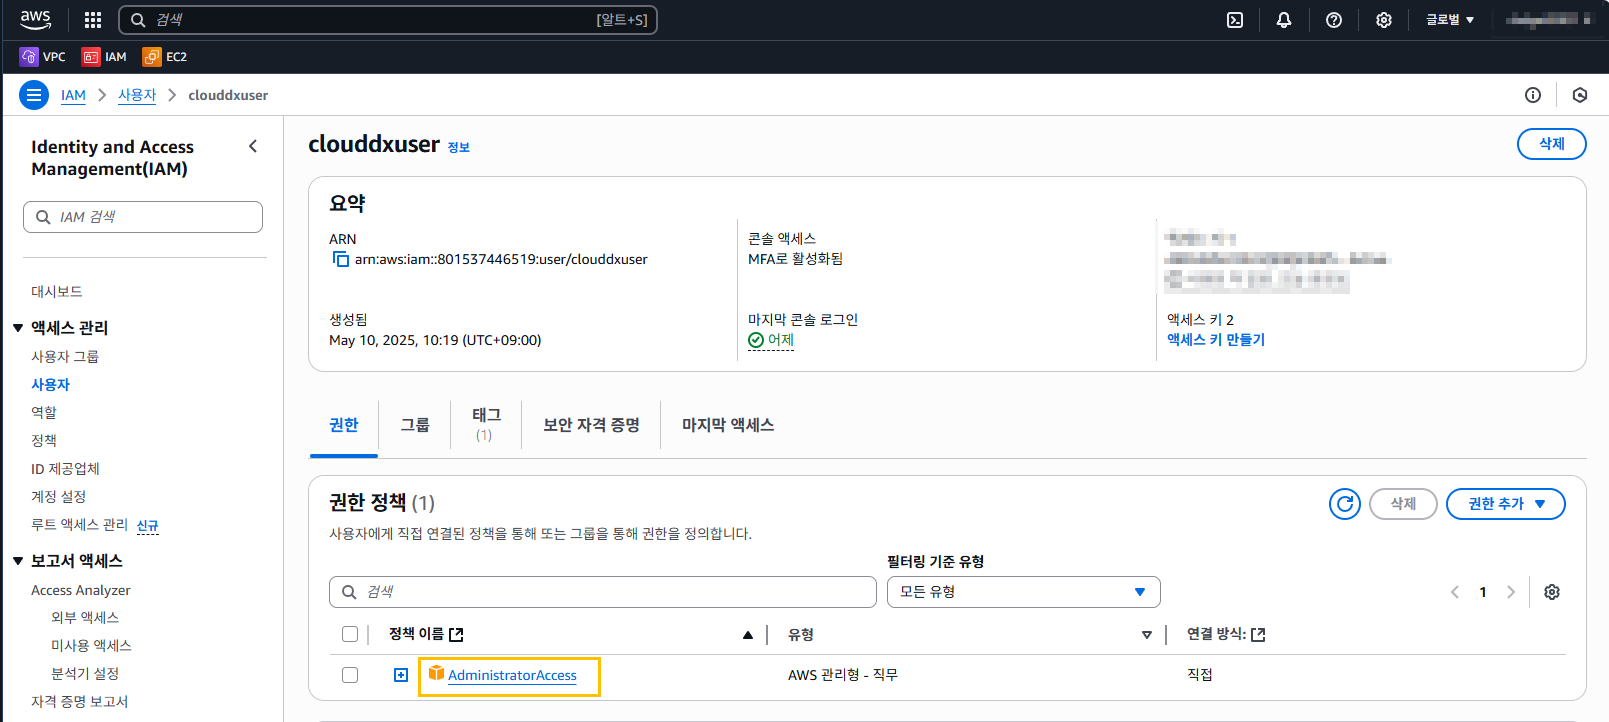 aws
검색
[알트+S]
글로벌
VPC
IAM
EC2
IAM > 사용자 > clouddxuser
Identity and Access Management(IAM)
IAM 검색
대시보드
액세스 관리
사용자 그룹
사용자
역할
정책
ID 제공업체
계정 설정
루트 액세스 관리 신규
보고서 액세스
Access Analyzer
외부 액세스
미사용 액세스
분석기 설정
자격 증명 보고서
clouddxuser 정보
삭제
요약
ARN
arn:aws:iam::801537446519:user/clouddxuser
콘솔 액세스
MFA로 활성화됨
생성됨
May 10, 2025, 10:19 (UTC+09:00)
마지막 콘솔 로그인
어제
액세스 키 2
액세스 키 만들기
권한
그룹
태그
(1)
보안 자격 증명
마지막 액세스
권한 정책 (1)
삭제
권한 추가
사용자에게 직접 연결된 정책을 통해 또는 그룹을 통해 권한을 정의합니다.
필터링 기준 유형
검색
모든 유형
1
정책 이름
유형
연결 방식:
AdministratorAccess
AWS 관리형 - 직무
직접